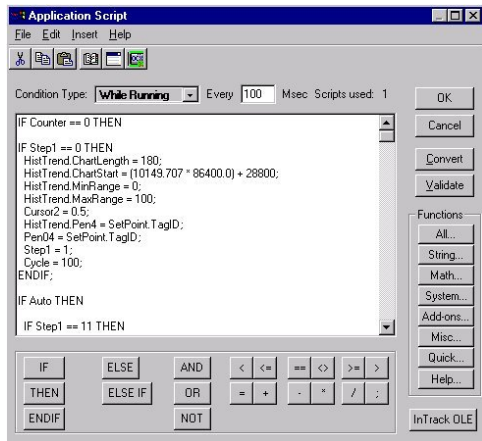 Application Script
File Edit Insert Help
Condition Type: While Running Every 100 Msec Scripts used: 1
OK
Cancel
Convert
Validate
IF Counter == 0 THEN
IF Step1 == 0 THEN
HistTrend.ChartLength = 180;
HistTrend.ChartStart = (10149.707 * 86400.0) + 28800;
HistTrend.MinRange = 0;
HistTrend.MaxRange = 100;
Cursor2 = 0.5;
HistTrend.Pen4 = SetPoint.TagID;
Pen04 = SetPoint.TagID;
Step1 = 1;
Cycle = 100;
ENDIF;
IF Auto THEN
IF Step1 == 11 THEN
Functions
All...
String...
Math...
System...
Add-ons...
Misc...
Quick...
Help...
IF ELSE AND < <= == <> >= >
THEN ELSE IF OR = + - * / ;
ENDIF NOT
InTrack OLE